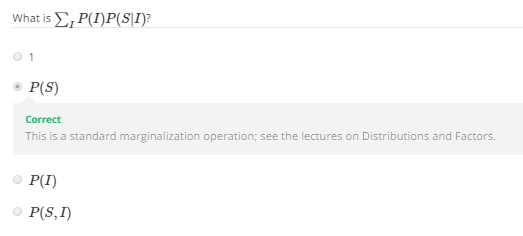 What is ∑_I P(I)P(S|I)?
1
P(S)
Correct
This is a standard marginalization operation; see the lectures on Distributions and Factors.
P(I)
P(S, I)